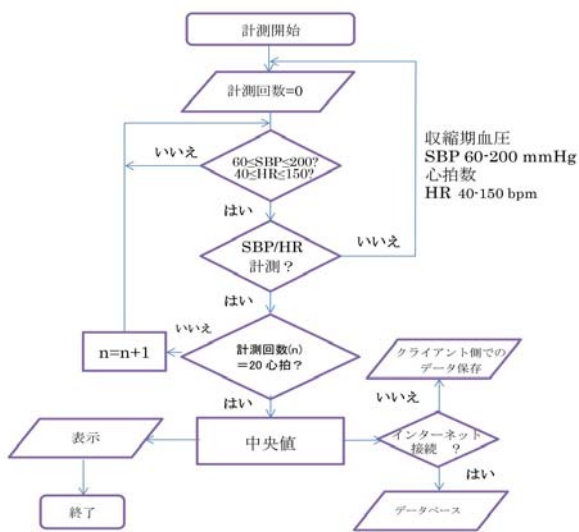 計測開始
計測回数=0
いいえ
60≤SBP≤200?
40≤HR≤150?
収縮期血圧
SBP 60-200 mmHg
心拍数
HR 40-150 bpm
はい
SBP/HR
計測？
いいえ
はい
いいえ
n=n+1
計測回数(n)
＝20 心拍？
クライアント側での
データ保存
はい
いいえ
表示
中央値
インターネット
接続　？
はい
終了
データベース